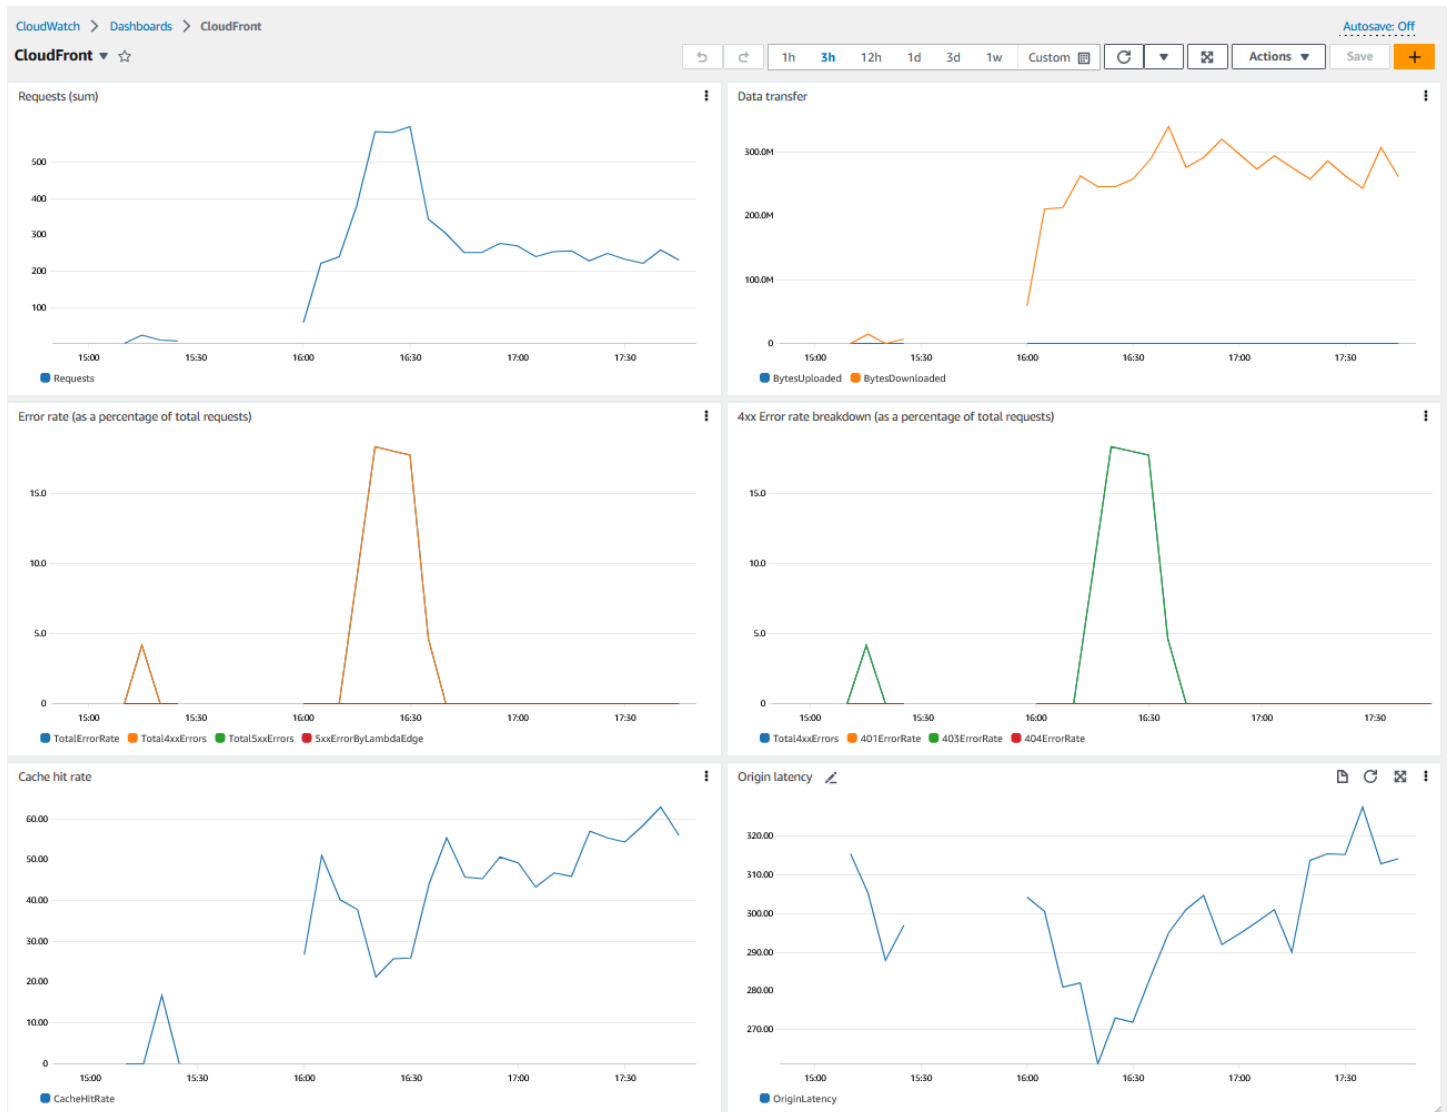 CloudWatch > Dashboards > CloudFront
Autosave: Off
CloudFront
1h 3h 12h 1d 3d 1w Custom
Actions
Save
+
Requests (sum)
500
400
300
200
100
15:00 15:30 16:00 16:30 17:00 17:30
Requests
Data transfer
300.0M
200.0M
100.0M
0
15:00 15:30 16:00 16:30 17:00 17:30
BytesUploaded BytesDownloaded
Error rate (as a percentage of total requests)
15.0
10.0
5.0
0
15:00 15:30 16:00 16:30 17:00 17:30
TotalErrorRate Total4xxErrors Total5xxErrors 5xxErrorByLambdaEdge
4xx Error rate breakdown (as a percentage of total requests)
15.0
10.0
5.0
0
15:00 15:30 16:00 16:30 17:00 17:30
Total4xxErrors 401ErrorRate 403ErrorRate 404ErrorRate
Cache hit rate
60.00
50.00
40.00
30.00
20.00
10.00
0
15:00 15:30 16:00 16:30 17:00 17:30
CacheHitRate
Origin latency
320.00
310.00
300.00
290.00
280.00
270.00
15:00 15:30 16:00 16:30 17:00 17:30
OriginLatency